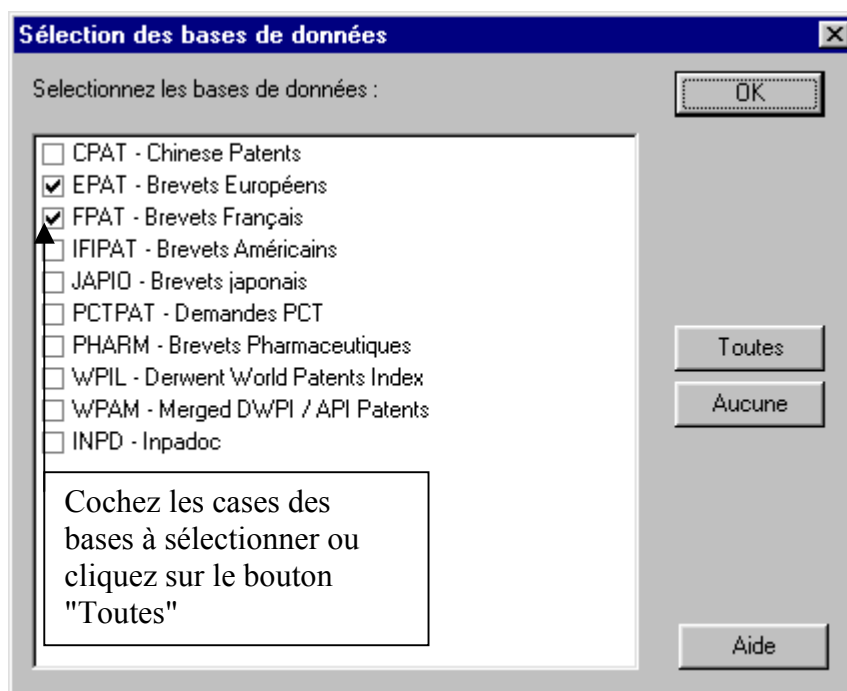 Sélection des bases de données
Selectionnez les bases de données :
OK
CPAT - Chinese Patents
EPAT - Brevets Européens
FPAT - Brevets Français
IFIPAT - Brevets Américains
JAPIO - Brevets japonais
PCTPAT - Demandes PCT
PHARM - Brevets Pharmaceutiques
Toutes
WPIL - Derwent World Patents Index
WPAM - Merged DWPI / API Patents
Aucune
INPD - Inpadoc
Cochez les cases des
bases à sélectionner ou
cliquez sur le bouton
"Toutes"
Aide